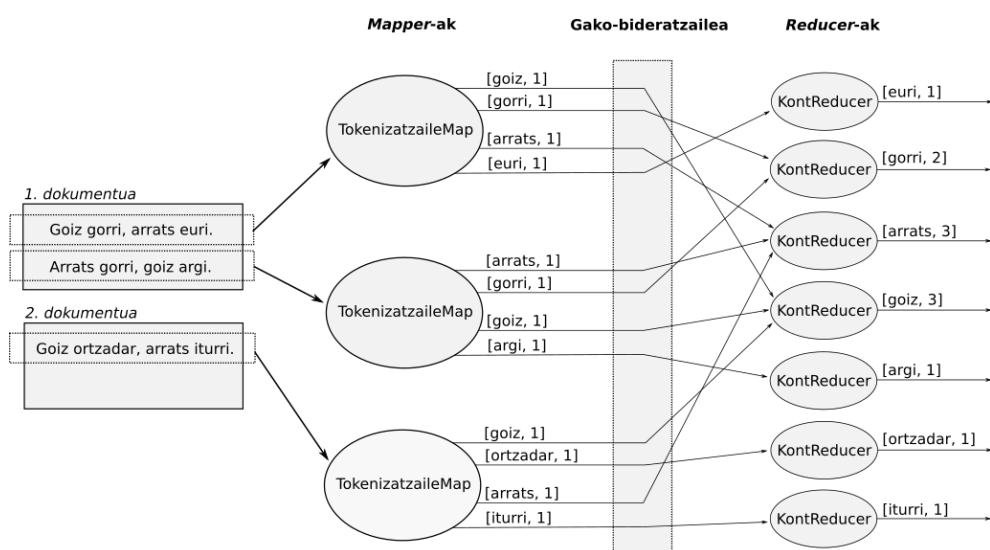 Mapper-ak
Gako-bideratzailea
Reducer-ak
1. dokumentua
Goiz gorri, arrats euri.
Arrats gorri, goiz argi.
2. dokumentua
Goiz ortzadar, arrats iturri.
TokenizatzaileMap
[goiz, 1]
[gorri, 1]
[arrats, 1]
[euri, 1]
TokenizatzaileMap
[arrats, 1]
[gorri, 1]
[goiz, 1]
[argi, 1]
TokenizatzaileMap
[goiz, 1]
[ortzadar, 1]
[arrats, 1]
[iturri, 1]
KontReducer
[euri, 1]
KontReducer
[gorri, 2]
KontReducer
[arrats, 3]
KontReducer
[goiz, 3]
KontReducer
[argi, 1]
KontReducer
[ortzadar, 1]
KontReducer
[iturri, 1]